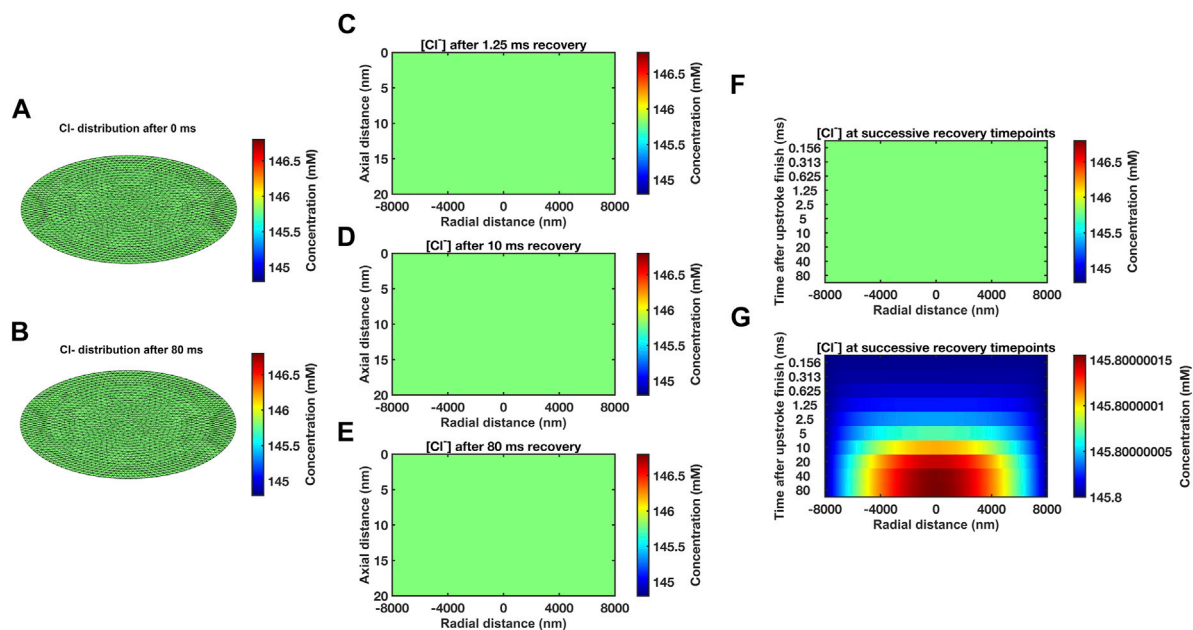 A
Cl- distribution after 0 ms
146.5
146
145.5
145
Concentration (mM)
B
Cl- distribution after 80 ms
146.5
146
145.5
145
Concentration (mM)
C
[Cl⁻] after 1.25 ms recovery
0
5
10
15
20
Axial distance (nm)
-8000 -4000 0 4000 8000
Radial distance (nm)
146.5
146
145.5
145
Concentration (mM)
D
[Cl⁻] after 10 ms recovery
0
5
10
15
20
Axial distance (nm)
-8000 -4000 0 4000 8000
Radial distance (nm)
146.5
146
145.5
145
Concentration (mM)
E
[Cl⁻] after 80 ms recovery
0
5
10
15
20
Axial distance (nm)
-8000 -4000 0 4000 8000
Radial distance (nm)
146.5
146
145.5
145
Concentration (mM)
F
[Cl⁻] at successive recovery timepoints
0.156
0.313
0.625
1.25
2.5
5
10
20
40
80
Time after upstroke finish (ms)
-8000 -4000 0 4000 8000
Radial distance (nm)
146.5
146
145.5
145
Concentration (mM)
G
[Cl⁻] at successive recovery timepoints
0.156
0.313
0.625
1.25
2.5
5
10
20
40
80
Time after upstroke finish (ms)
-8000 -4000 0 4000 8000
Radial distance (nm)
145.80000015
145.8000001
145.80000005
145.8
Concentration (mM)